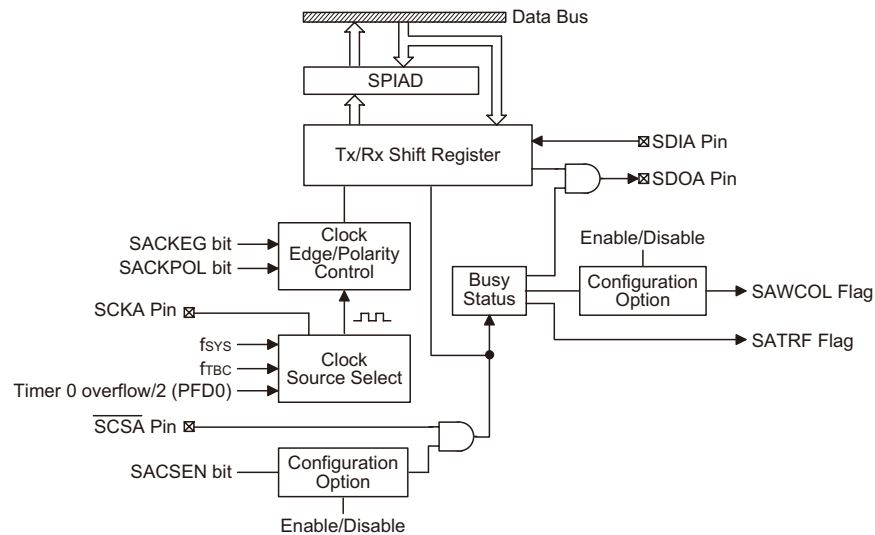 Data Bus
SPIAD
Tx/Rx Shift Register
SDIA Pin
SDOA Pin
SACKEG bit
SACKPOL bit
Clock
Edge/Polarity
Control
Enable/Disable
Busy
Status
Configuration
Option
SAWCOL Flag
SCKA Pin
SATRF Flag
fSYS
fTBC
Timer 0 overflow/2 (PFD0)
Clock
Source Select
SCSA Pin
SACSEN bit
Configuration
Option
Enable/Disable